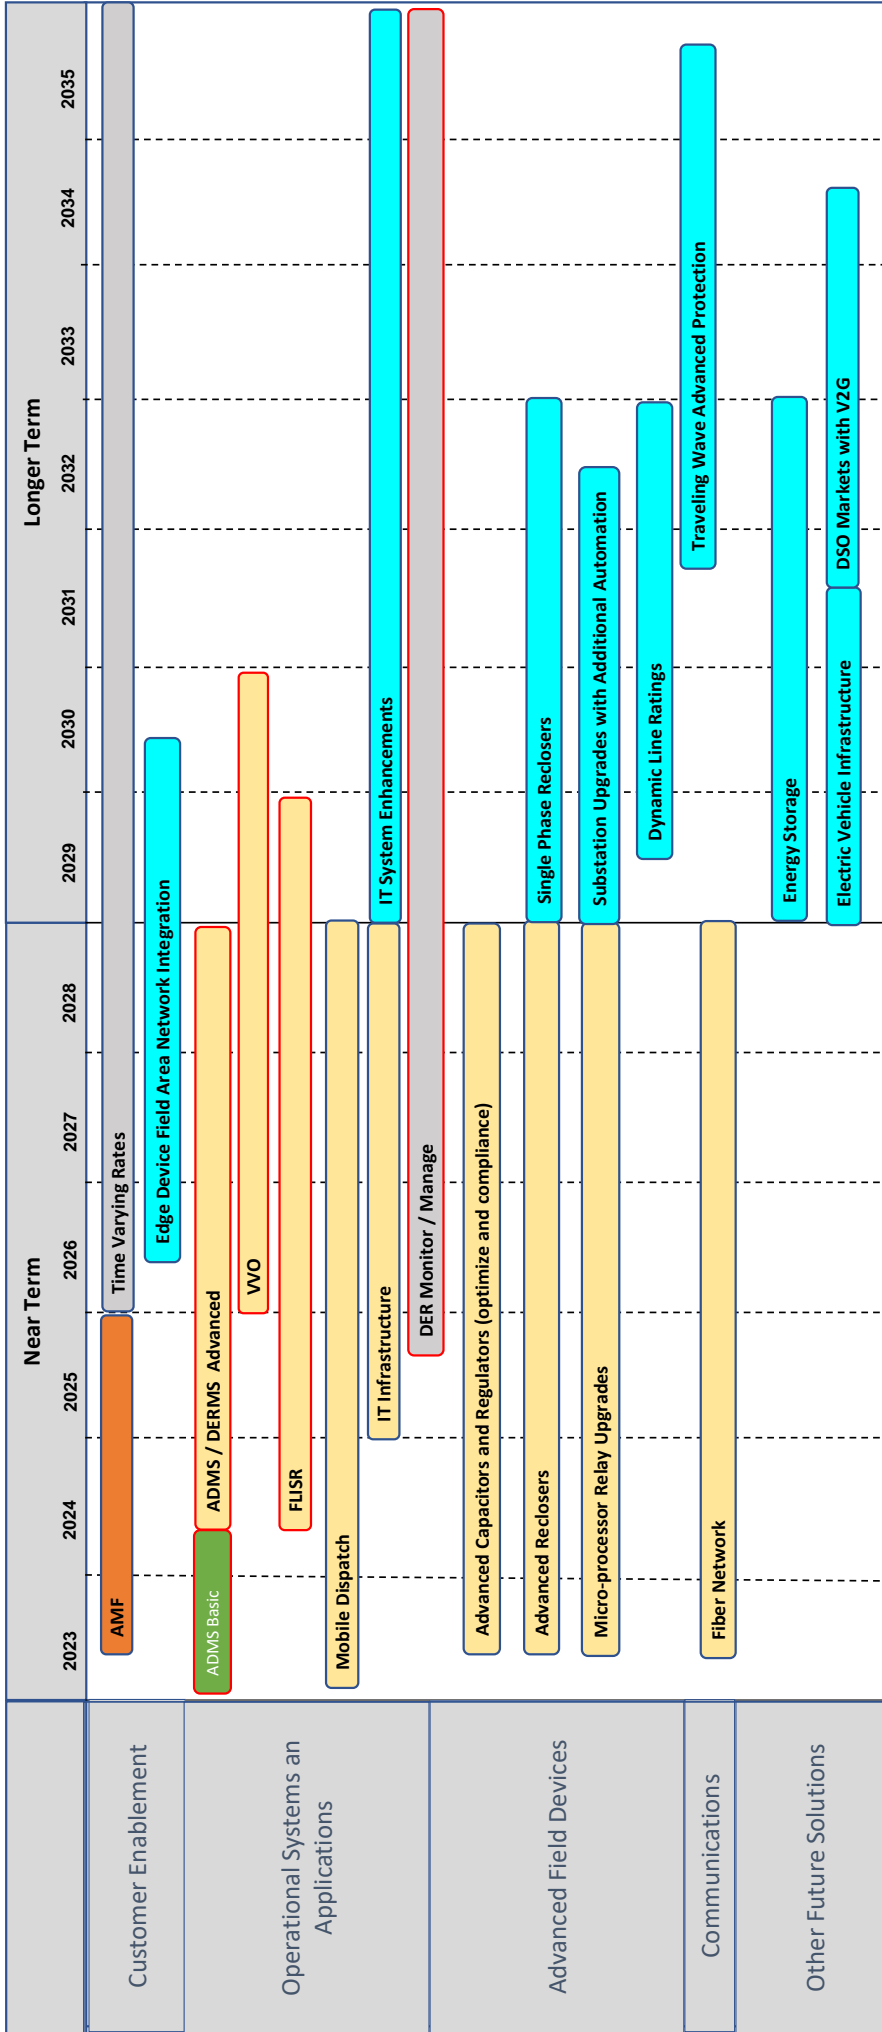 Near Term
Longer Term
2023
2024
2025
2026
2027
2028
2029
2030
2031
2032
2033
2034
2035
Customer Enablement
AMF
Time Varying Rates
Edge Device Field Area Network Integration
Operational Systems an
Applications
ADMS Basic
ADMS / DERMS Advanced
VVO
FLISR
Mobile Dispatch
IT Infrastructure
IT System Enhancements
DER Monitor / Manage
Advanced Field Devices
Advanced Capacitors and Regulators (optimize and compliance)
Advanced Reclosers
Single Phase Reclosers
Micro-processor Relay Upgrades
Substation Upgrades with Additional Automation
Dynamic Line Ratings
Traveling Wave Advanced Protection
Communications
Fiber Network
Other Future Solutions
Energy Storage
Electric Vehicle Infrastructure
DSO Markets with V2G